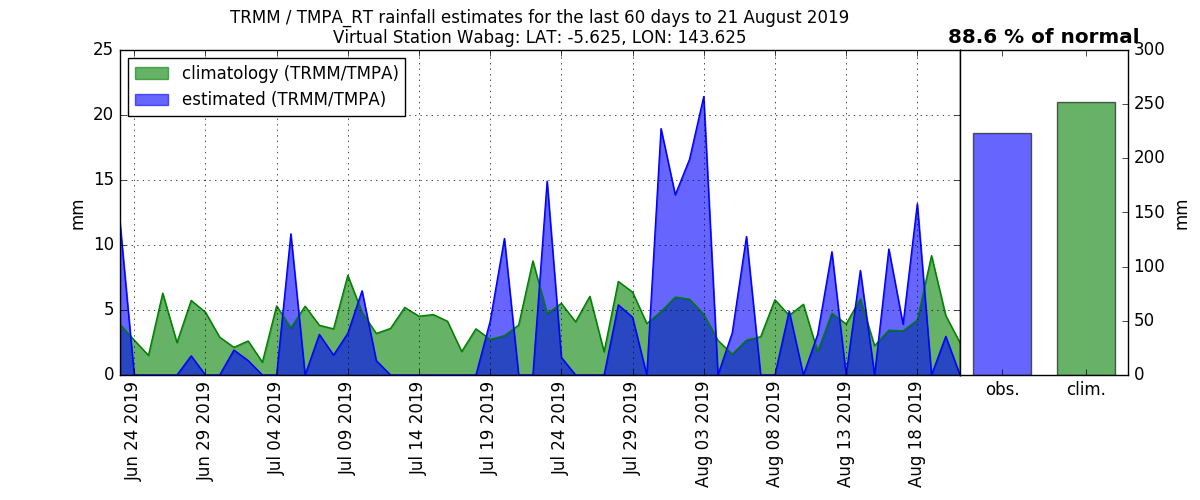 TRMM / TMPA_RT rainfall estimates for the last 60 days to 21 August 2019
Virtual Station Wabag: LAT: -5.625, LON: 143.625
88.6 % of normal
climatology (TRMM/TMPA)
estimated (TRMM/TMPA)
25
20
15
10
5
0
mm
300
250
200
150
100
50
0
mm
Jun 24 2019
Jun 29 2019
Jul 04 2019
Jul 09 2019
Jul 14 2019
Jul 19 2019
Jul 24 2019
Jul 29 2019
Aug 03 2019
Aug 08 2019
Aug 13 2019
Aug 18 2019
obs.
clim.